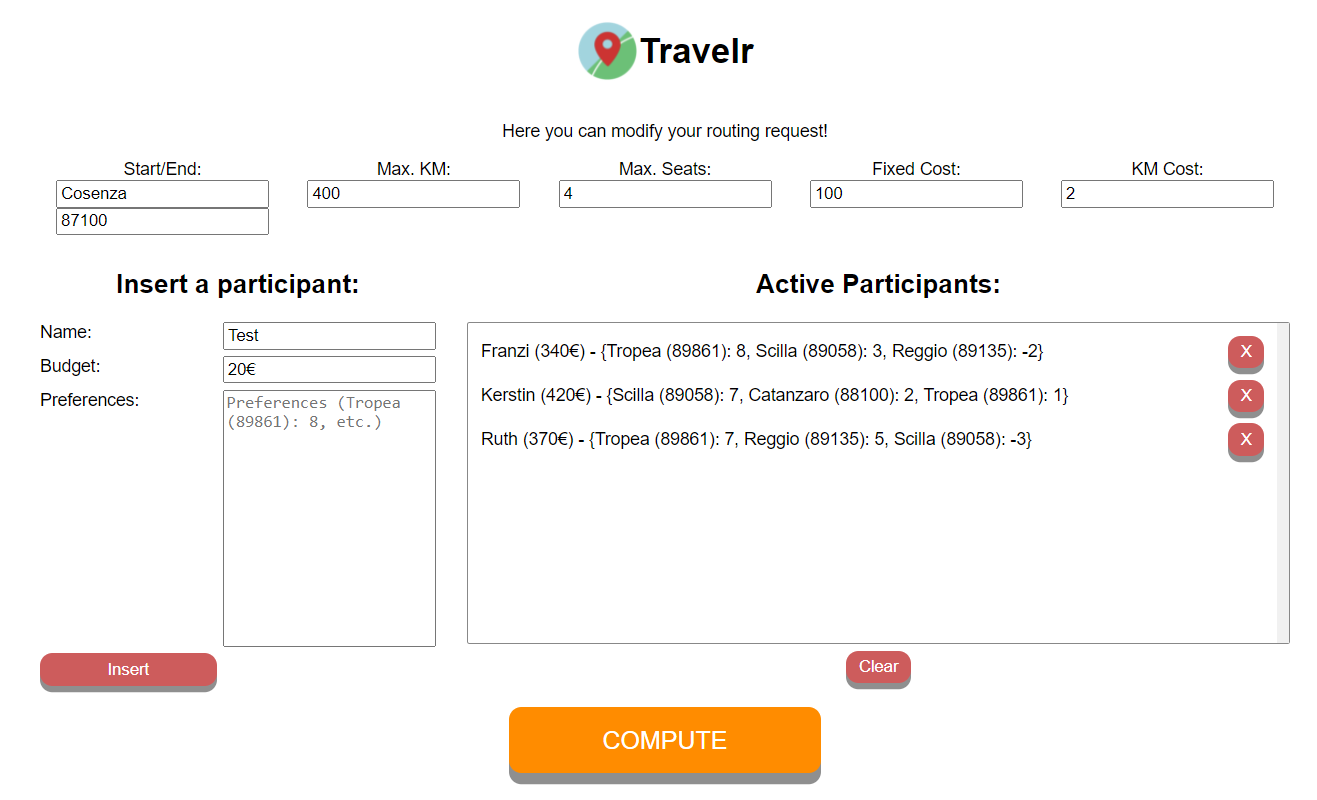 Travelr
Here you can modify your routing request!
Start/End: Max. KM: Max. Seats: Fixed Cost: KM Cost:
Cosenza 400 4 100 2
87100
Insert a participant: Active Participants:
Name: Test
Budget: 20€
Preferences: Preferences (Tropea
(89861): 8, etc.)
Franzi (340€) - {Tropea (89861): 8, Scilla (89058): 3, Reggio (89135): -2} X
Kerstin (420€) - {Scilla (89058): 7, Catanzaro (88100): 2, Tropea (89861): 1} X
Ruth (370€) - {Tropea (89861): 7, Reggio (89135): 5, Scilla (89058): -3} X
Insert Clear
COMPUTE